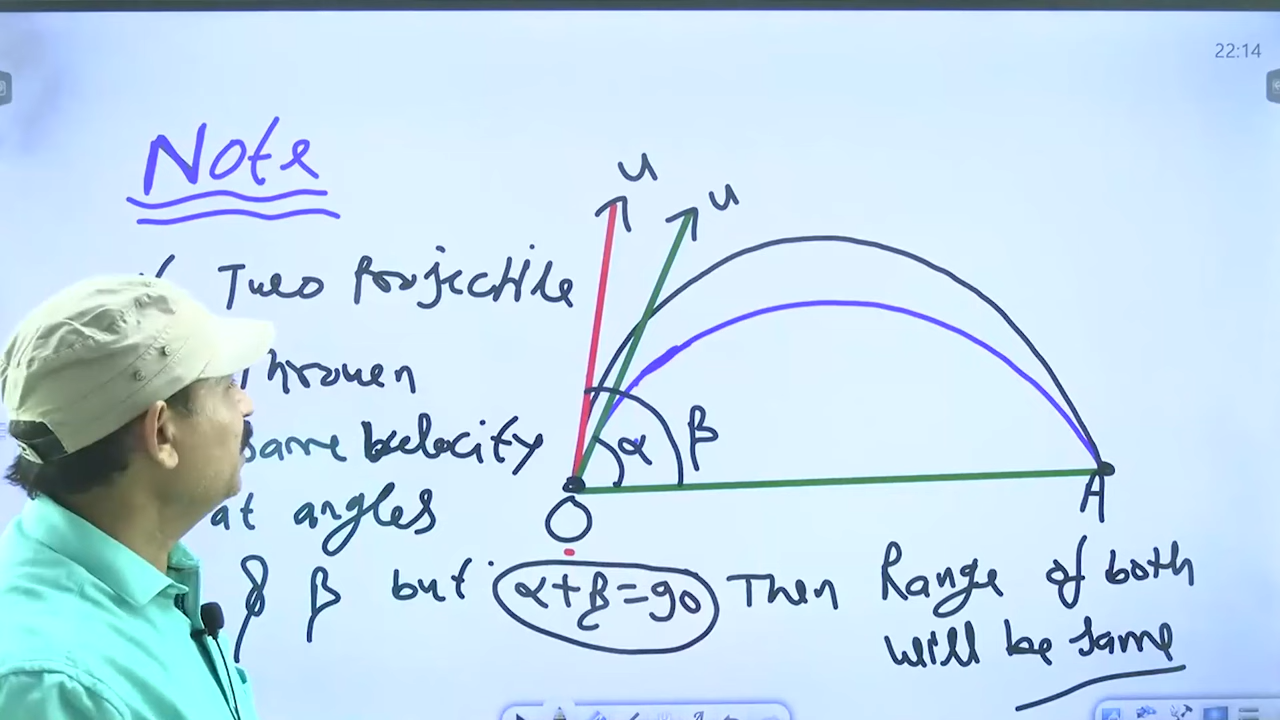 22:14
Note
Two Projectile
Thrown
same velocity
at angles
& β but α+β=90 Then Range of both
will be same
u
u
α
β
O
A